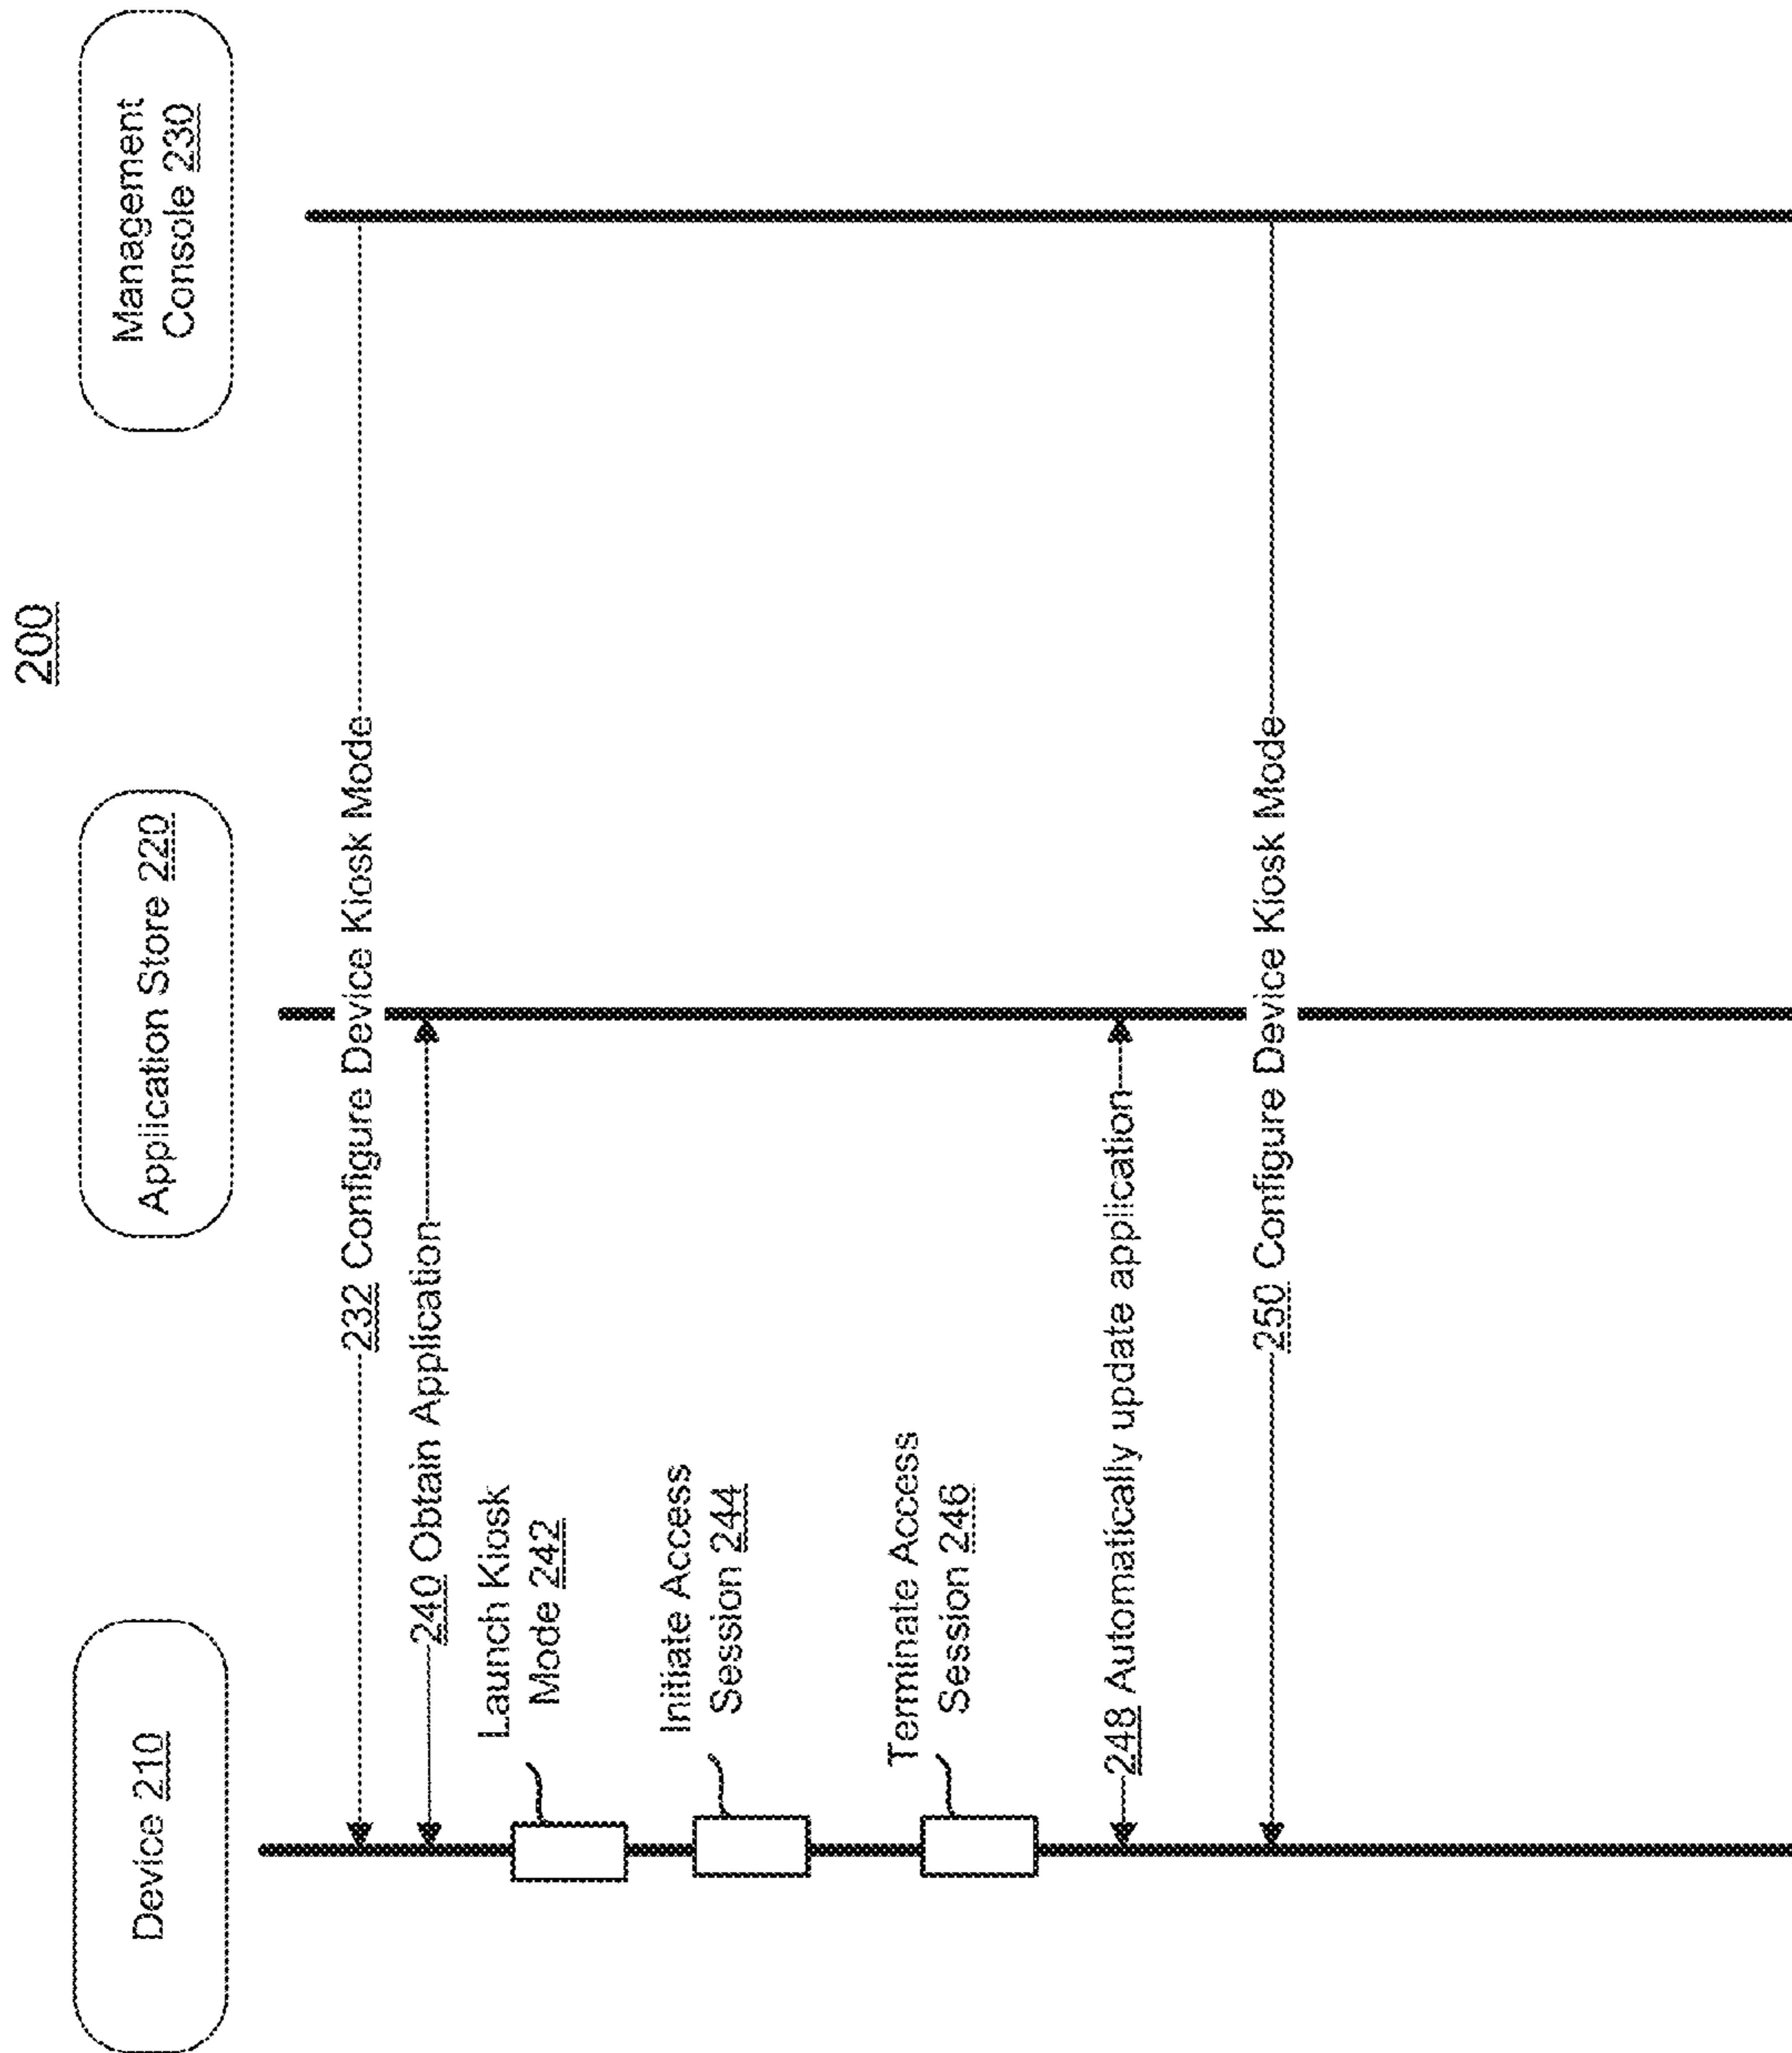 200
Device 210
Application Store 220
Management
Console 230
232 Configure Device Kiosk Mode
240 Obtain Application
Launch Kiosk
Mode 242
Initiate Access
Session 244
Terminate Access
Session 246
248 Automatically update application
250 Configure Device Kiosk Mode